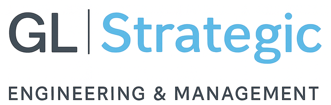 GL | Strategic
ENGINEERING & MANAGEMENT